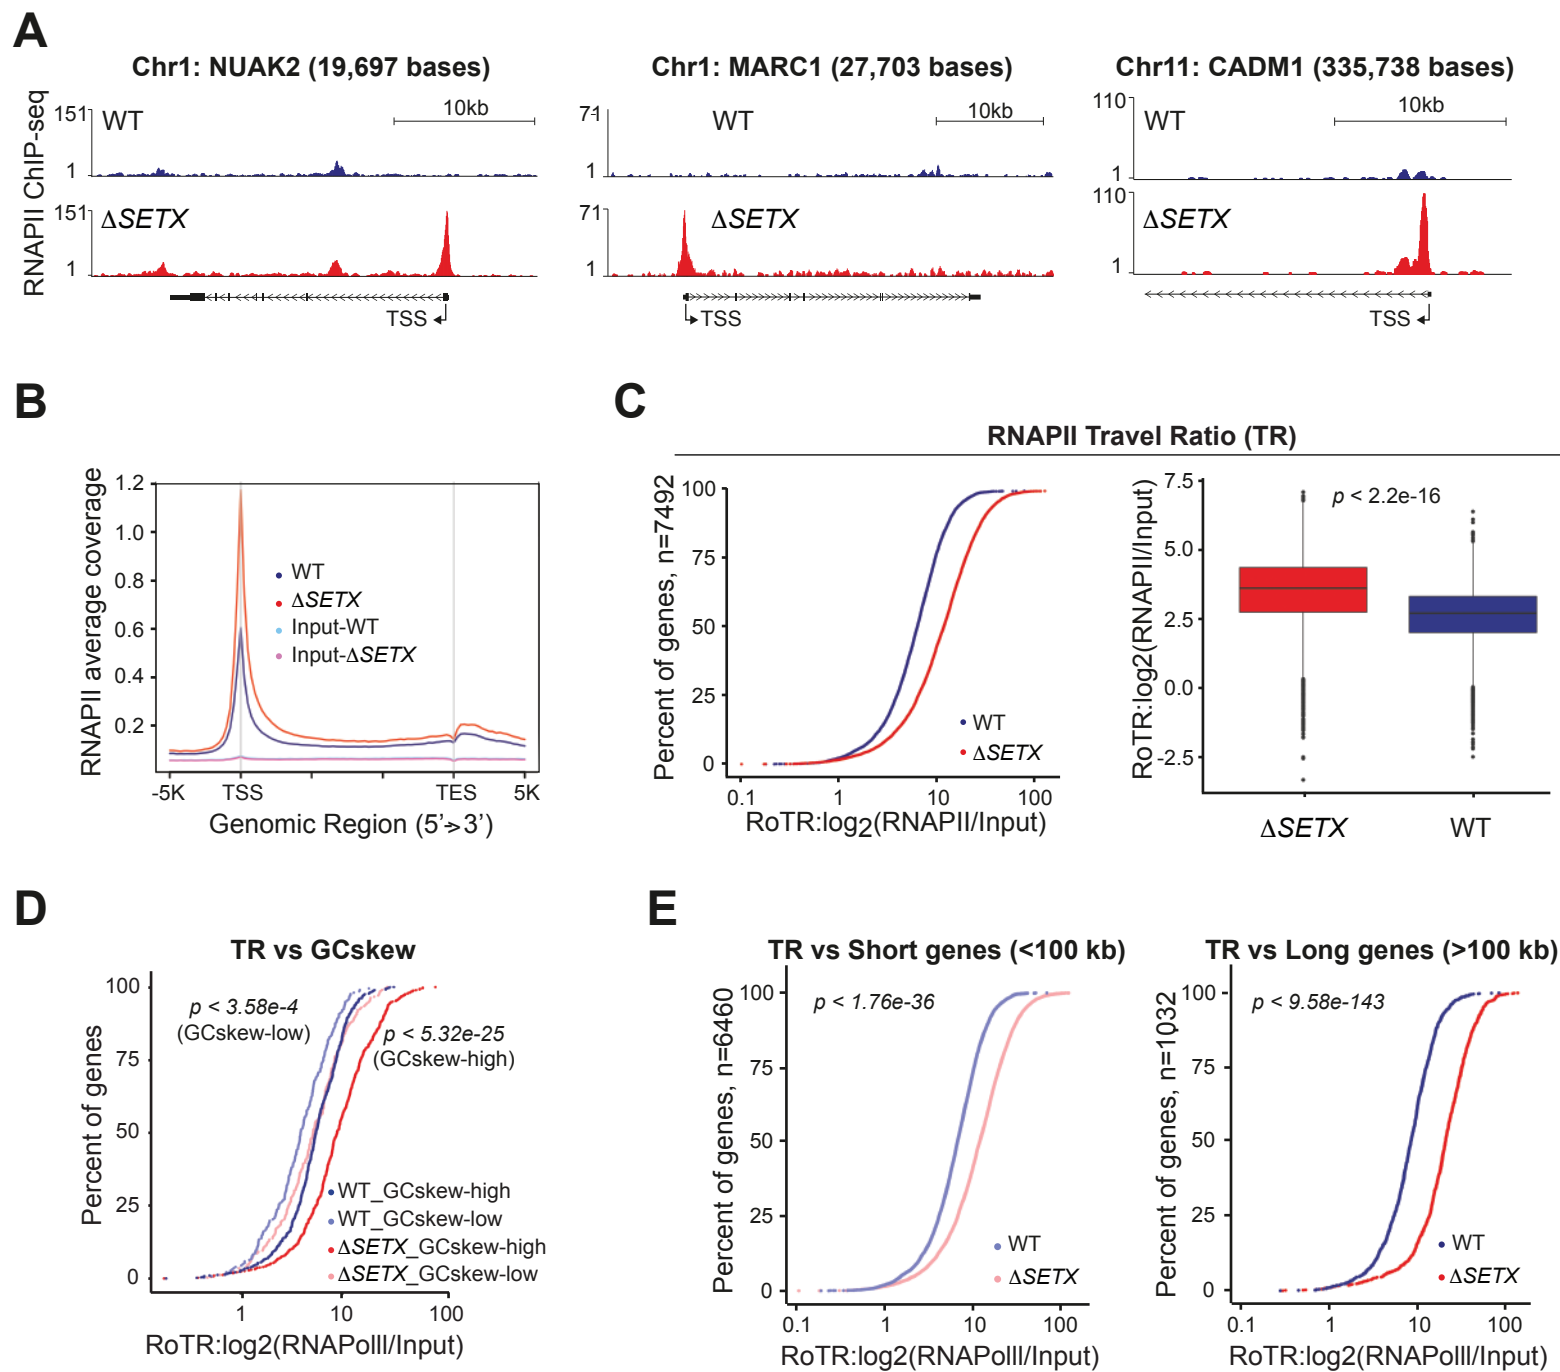 A
Chr1: NUAK2 (19,697 bases)
Chr1: MARC1 (27,703 bases)
Chr11: CADM1 (335,738 bases)
RNAPII ChIP-seq
151
WT
10kb
1
151
ΔSETX
1
TSS
71
WT
10kb
1
71
ΔSETX
1
TSS
110
WT
10kb
1
110
ΔSETX
1
TSS
B
RNAPII average coverage
1.2
1.0
0.8
0.6
0.4
0.2
WT
ΔSETX
Input-WT
Input-ΔSETX
-5K TSS TES 5K
Genomic Region (5'->3')
C
RNAPII Travel Ratio (TR)
Percent of genes, n=7492
100
75
50
25
0
WT
ΔSETX
0.1 1 10 100
RoTR:log2(RNAPII/Input)
RoTR:log2(RNAPII/Input)
7.5
5.0
2.5
0.0
-2.5
p < 2.2e-16
ΔSETX WT
D
TR vs GCskew
Percent of genes
100
75
50
25
0
p < 3.58e-4
(GCskew-low)
p < 5.32e-25
(GCskew-high)
WT_GCskew-high
WT_GCskew-low
ΔSETX_GCskew-high
ΔSETX_GCskew-low
1 10 100
RoTR:log2(RNAPolII/Input)
E
TR vs Short genes (<100 kb)
Percent of genes, n=6460
100
75
50
25
0
p < 1.76e-36
WT
ΔSETX
0.1 1 10 100
RoTR:log2(RNAPolII/Input)
TR vs Long genes (>100 kb)
Percent of genes, n=1032
100
75
50
25
0
p < 9.58e-143
WT
ΔSETX
0.1 1 10 100
RoTR:log2(RNAPolII/Input)